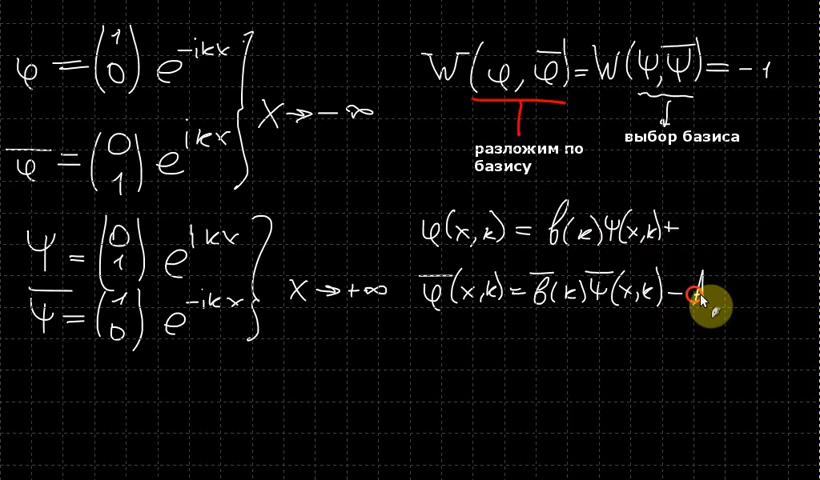 φ = (1 0) e^{-ikx}
φ̅ = (0 1) e^{ikx}
x → -∞
ψ = (0 1) e^{ikx}
ψ̅ = (1 0) e^{-ikx}
x → +∞
W(φ, φ̅) = W(ψ, ψ̅) = -1
разложим по
базису
выбор базиса
φ(x,k) = b(k)ψ(x,k)+
φ̅(x,k) = b̅(k)ψ̅(x,k) -